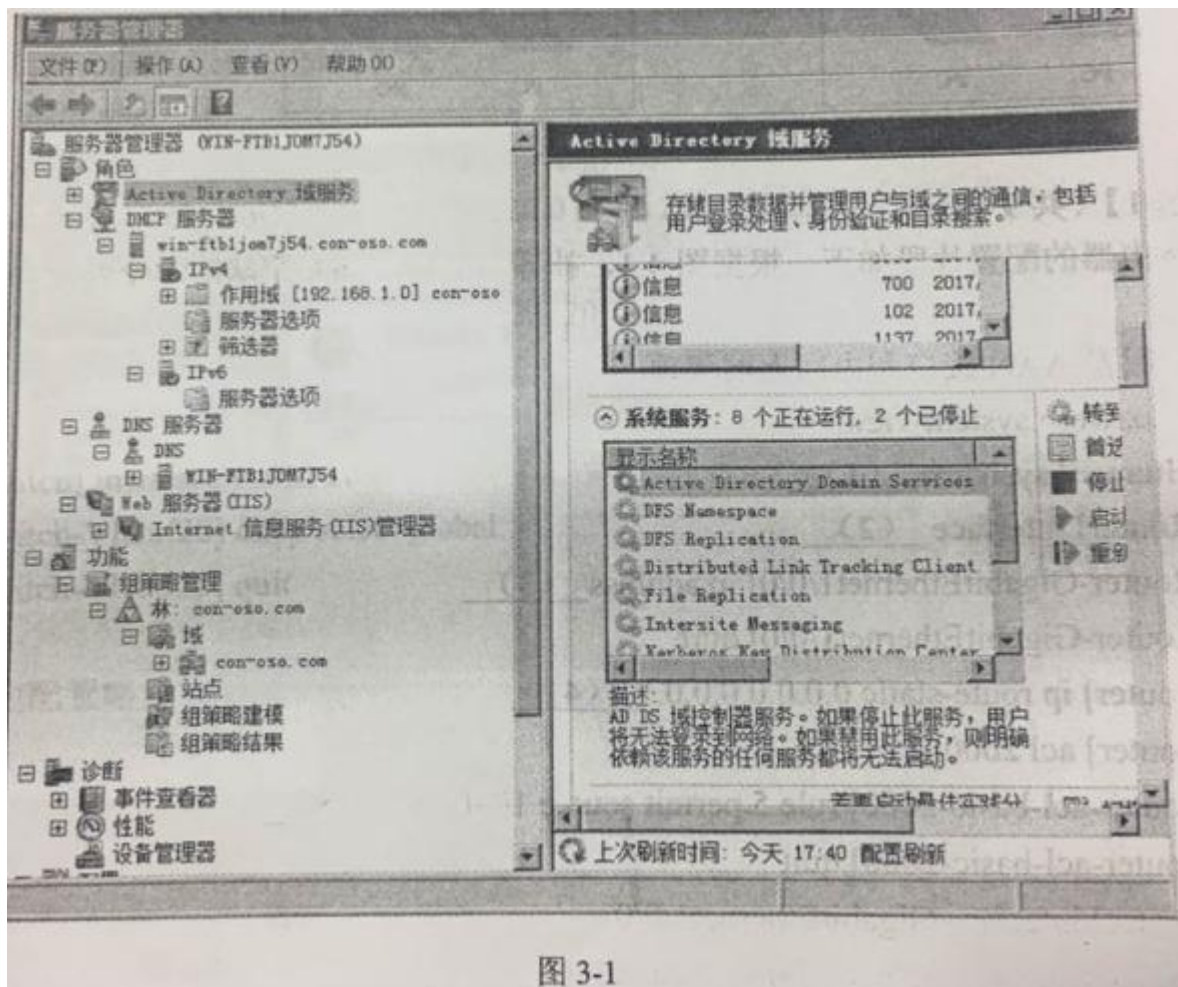 服务器管理器
文件(F) 操作(A) 查看(V) 帮助(H)
服务器管理器 (WIN-FTB1JOM7J54)
角色
Active Directory 域服务
DHCP 服务器
win-ftb1jom7j54.con-oso.com
IPv4
作用域 [192.168.1.0] con-oso
服务器选项
筛选器
IPv6
服务器选项
DNS 服务器
DNS
WIN-FTB1JOM7J54
Web 服务器(IIS)
Internet 信息服务(IIS)管理器
功能
组策略管理
林: con-oso.com
域
con-oso.com
站点
组策略建模
组策略结果
诊断
事件查看器
性能
设备管理器
Active Directory 域服务
存储目录数据并管理用户与域之间的通信,包括
用户登录处理、身份验证和目录搜索。
信息 700 2017/
信息 102 2017/
信息 1137 2017
系统服务: 8 个正在运行, 2 个已停止
显示名称
Active Directory Domain Services
DFS Namespace
DFS Replication
Distributed Link Tracking Client
File Replication
Intersite Messaging
Kerberos Key Distribution Center
转到
首选
停止
启动
重新
描述:
AD DS 域控制器服务。如果停止此服务,用户
将无法登录到网络。如果禁用此服务,则明确
依赖该服务的任何服务都将无法启动。
上次刷新时间: 今天 17:40 配置刷新
图 3-1